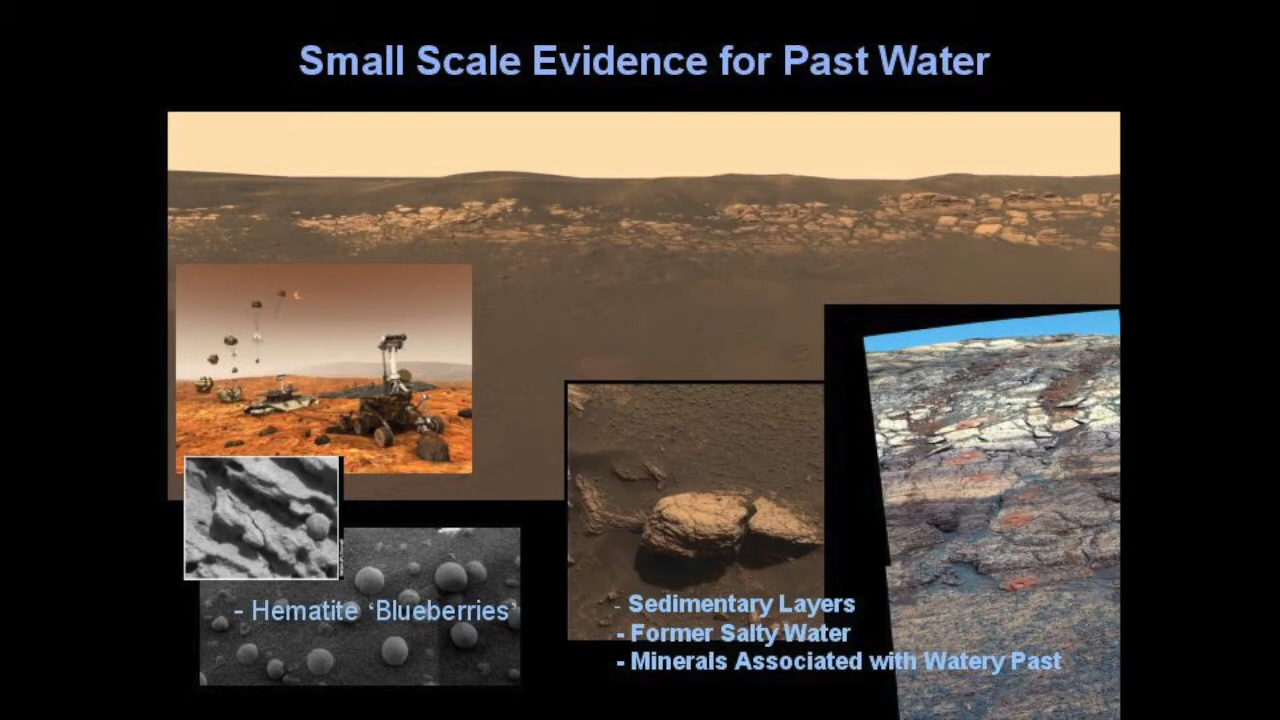 Small Scale Evidence for Past Water
- Hematite ‘Blueberries’
- Sedimentary Layers
- Former Salty Water
- Minerals Associated with Watery Past